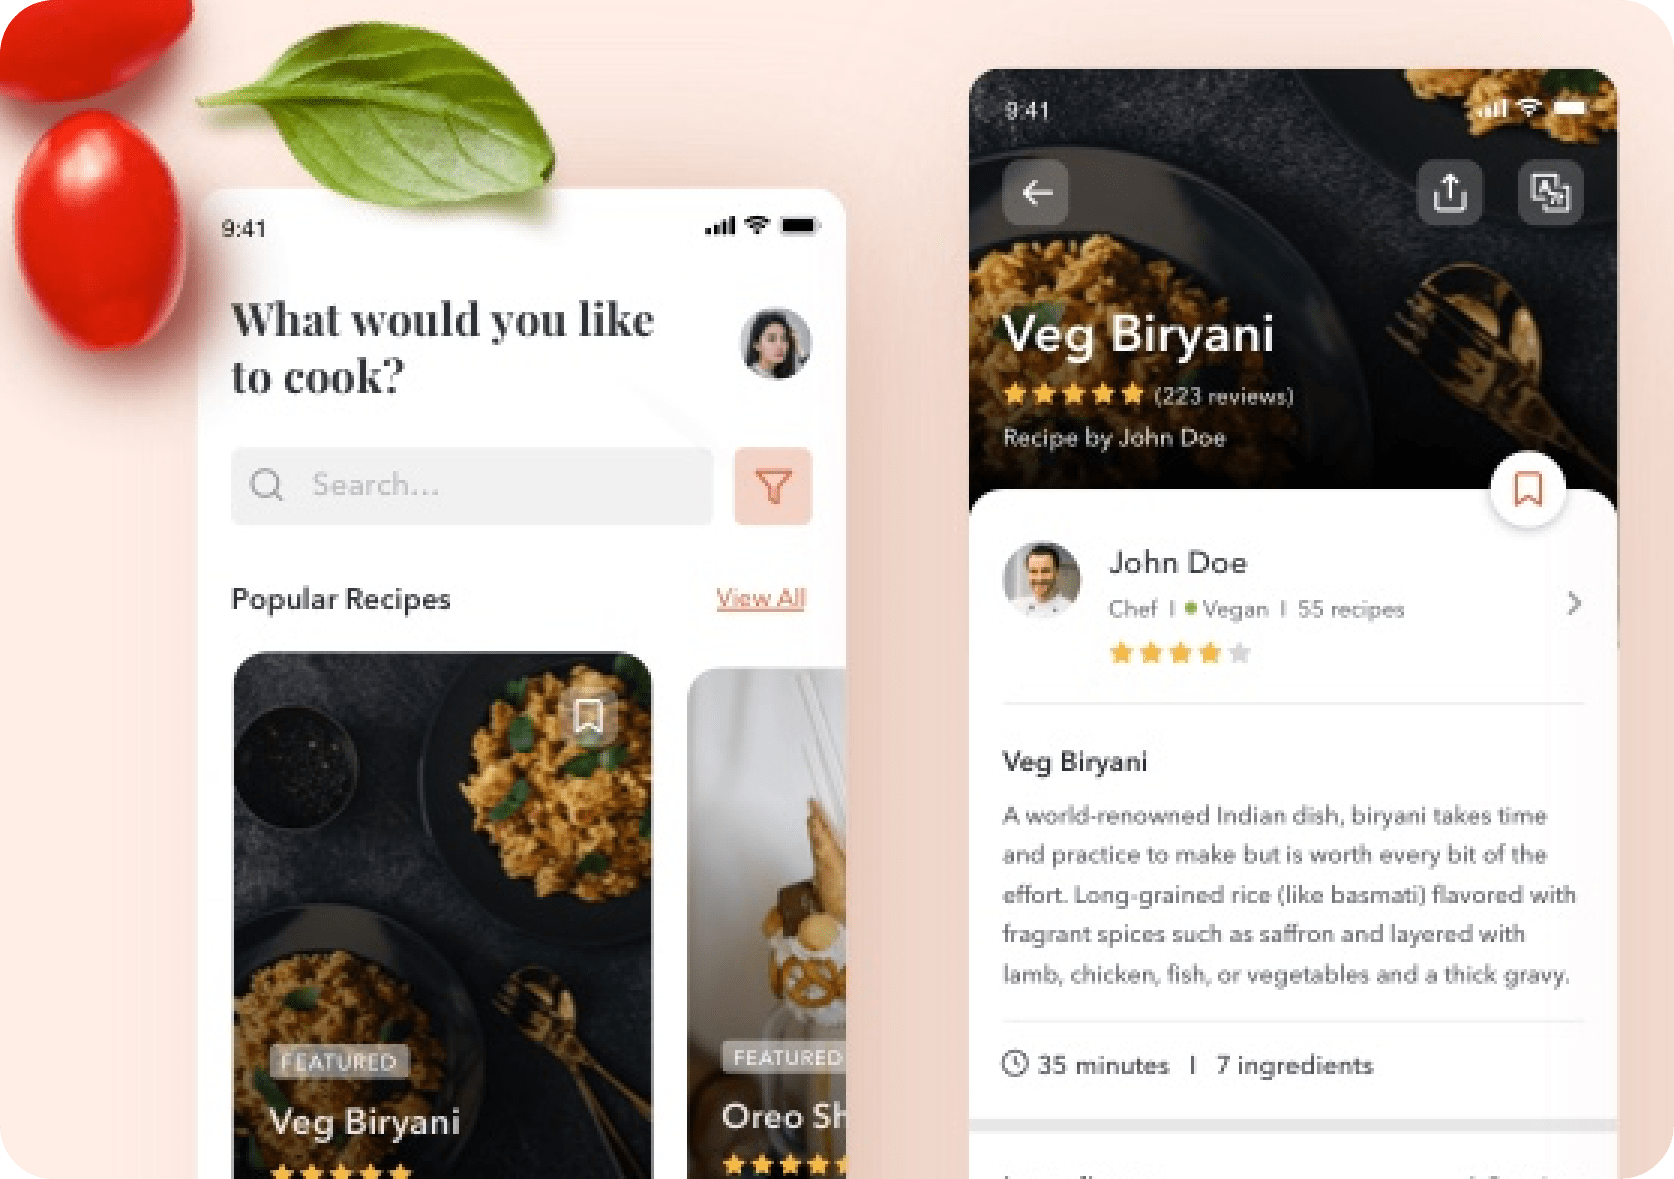 9:41
What would you like
to cook?
Search...
Popular Recipes
View All
FEATURED
Veg Biryani
FEATURED
Oreo Sh
9:41
Veg Biryani
(223 reviews)
Recipe by John Doe
John Doe
Chef | Vegan | 55 recipes
Veg Biryani
A world-renowned Indian dish, biryani takes time
and practice to make but is worth every bit of the
effort. Long-grained rice (like basmati) flavored with
fragrant spices such as saffron and layered with
lamb, chicken, fish, or vegetables and a thick gravy.
35 minutes | 7 ingredients